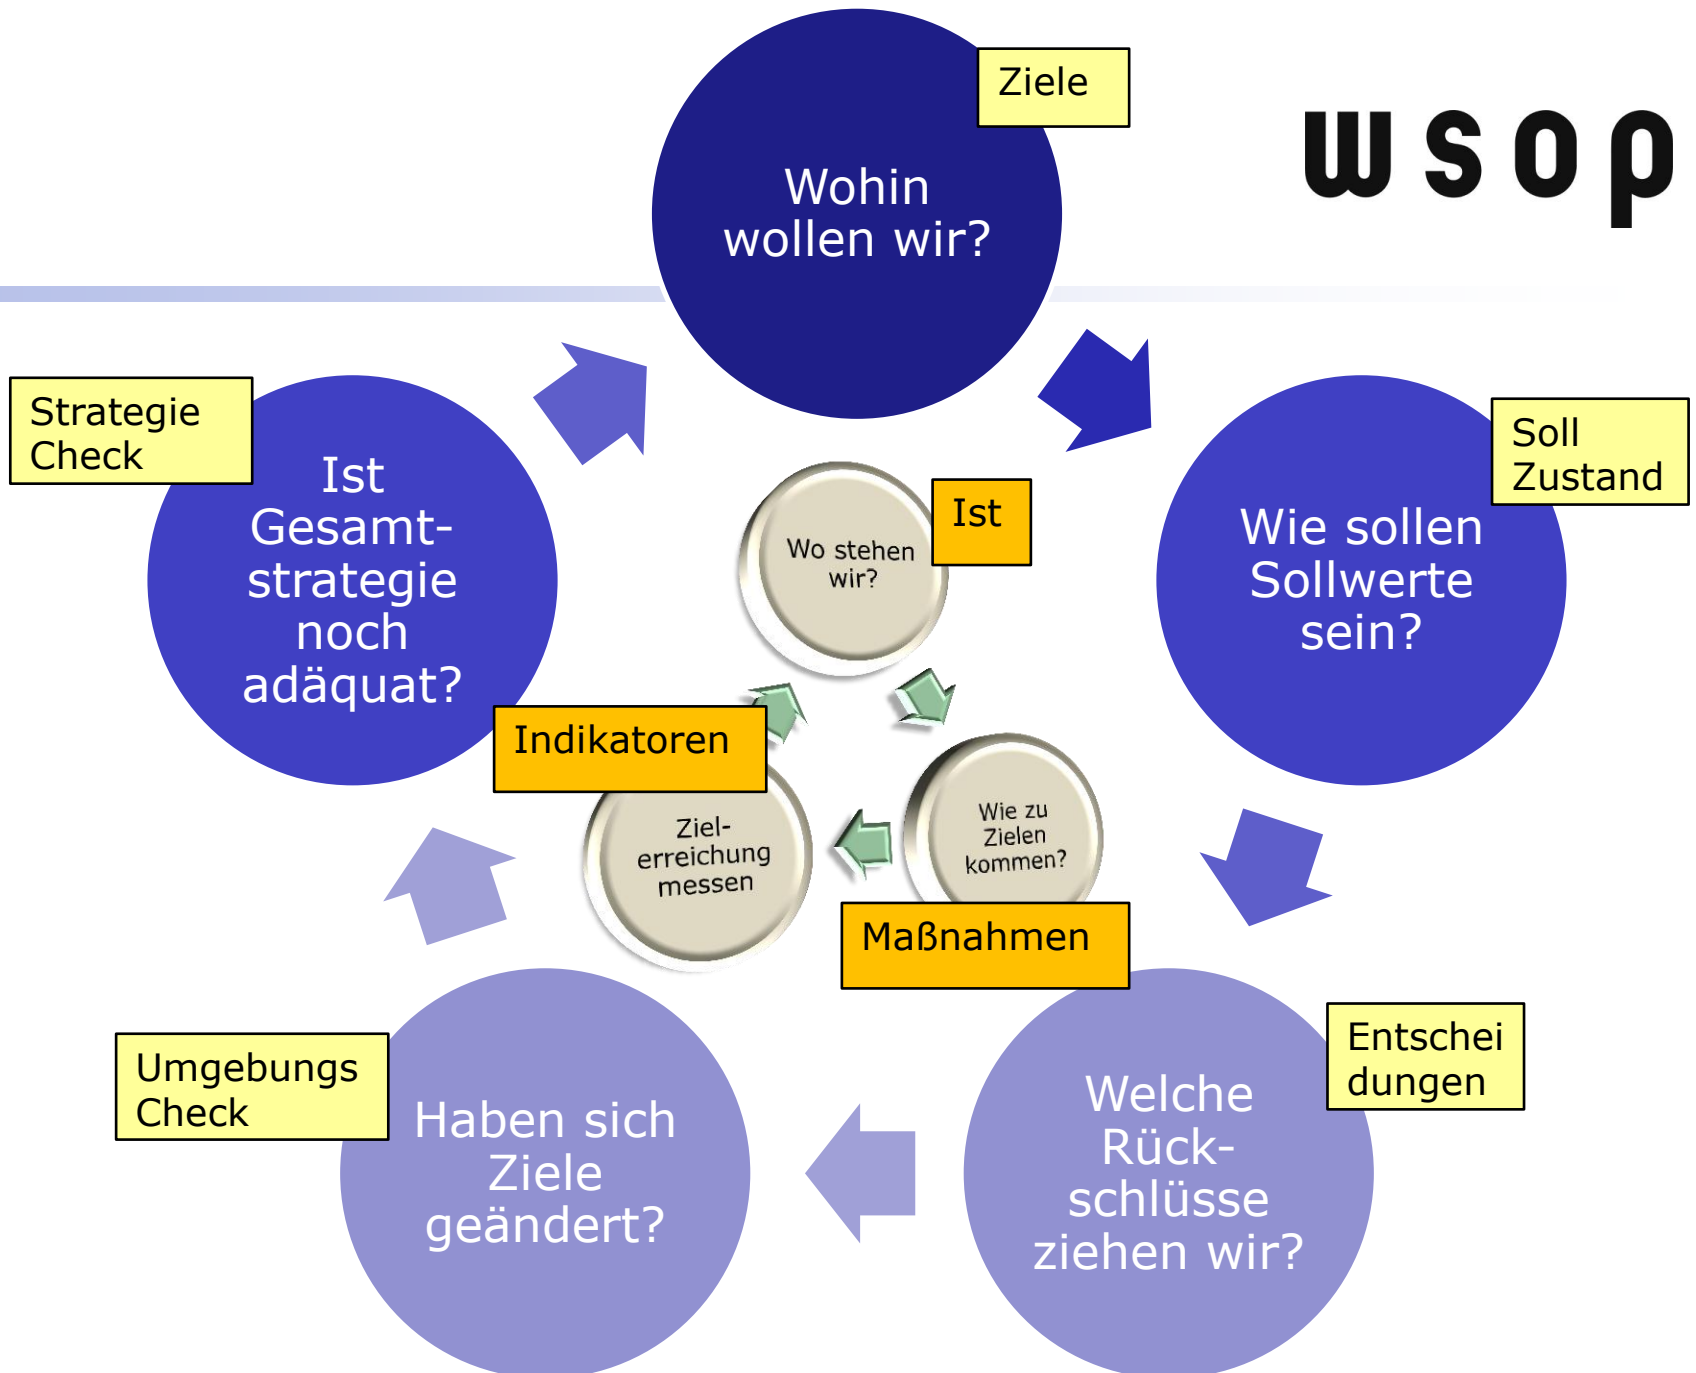 Ziele
wsop
Wohin
wollen wir?
Strategie
Check
Soll
Zustand
Ist
Gesamt-
strategie
noch
adäquat?
Wie sollen
Sollwerte
sein?
Ist
Wo stehen
wir?
Indikatoren
Ziel-
erreichung
messen
Wie zu
Zielen
kommen?
Maßnahmen
Umgebungs
Check
Haben sich
Ziele
geändert?
Entschei
dungen
Welche
Rück-
schlüsse
ziehen wir?